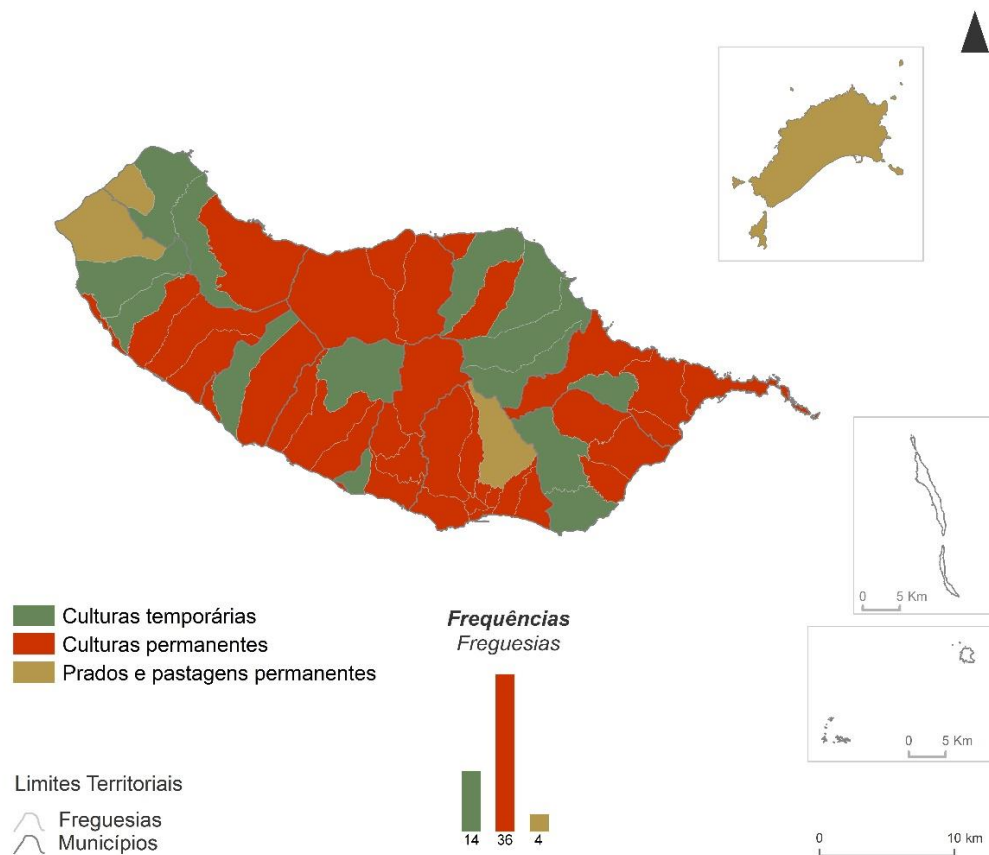 0 5 Km
0 5 Km
Culturas temporárias
Culturas permanentes
Prados e pastagens permanentes
Frequências
Freguesias
14 36 4
Limites Territoriais
Freguesias
Municípios
0 10 km